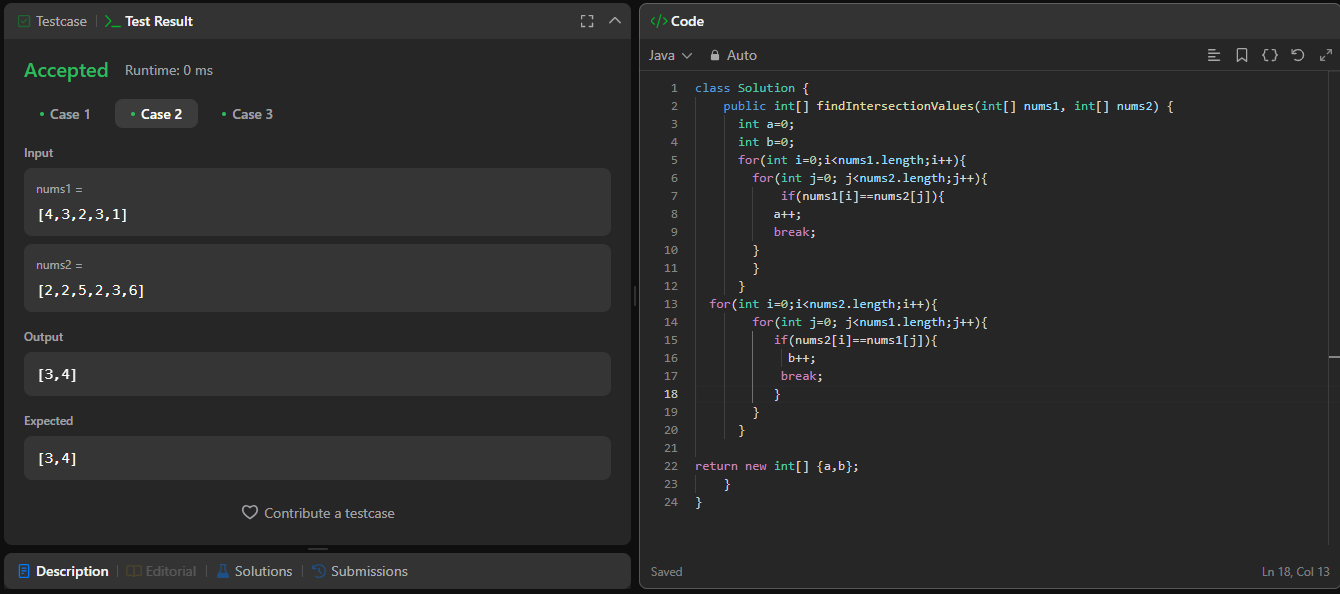 Testcase
Test Result
Accepted Runtime: 0 ms
Case 1 Case 2 Case 3
Input
nums1 =
[4,3,2,3,1]
nums2 =
[2,2,5,2,3,6]
Output
[3,4]
Expected
[3,4]
Contribute a testcase
Description Editorial Solutions Submissions
</> Code
Java Auto
1 class Solution {
2 public int[] findIntersectionValues(int[] nums1, int[] nums2) {
3 int a=0;
4 int b=0;
5 for(int i=0;i<nums1.length;i++){
6 for(int j=0; j<nums2.length;j++){
7 if(nums1[i]==nums2[j]){
8 a++;
9 break;
10 }
11 }
12 }
13 for(int i=0;i<nums2.length;i++){
14 for(int j=0; j<nums1.length;j++){
15 if(nums2[i]==nums1[j]){
16 b++;
17 break;
18 }
19 }
20 }
21
22 return new int[] {a,b};
23 }
24 }
Saved Ln 18, Col 13